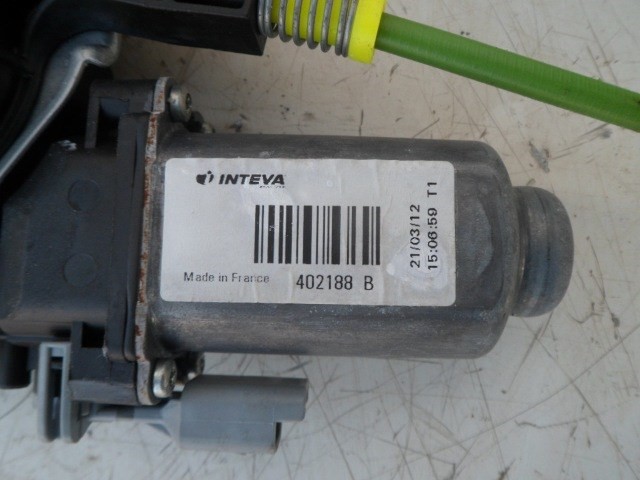 INTEVA
Made in France
402188 B
21/03/12
15:06:59 T1